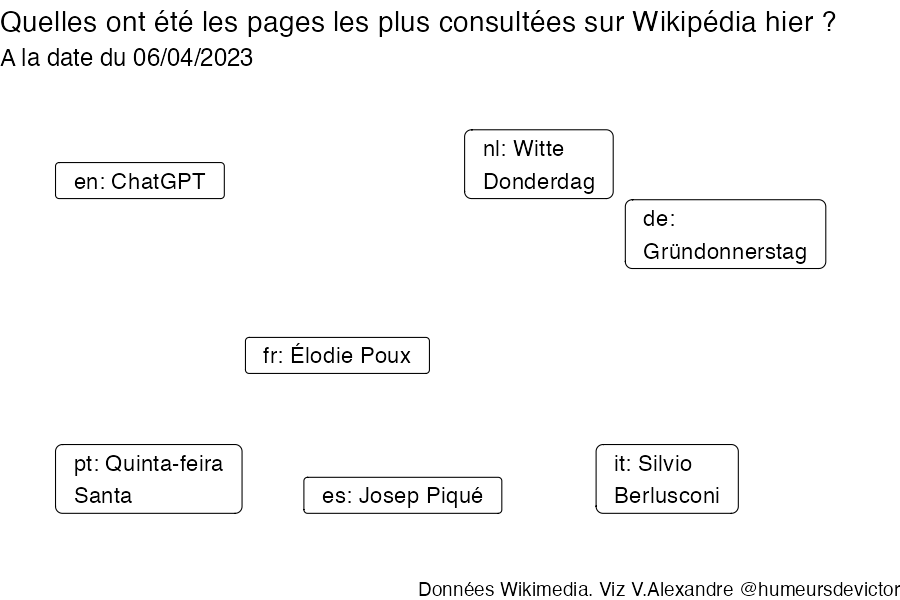 Quelles ont été les pages les plus consultées sur Wikipédia hier ?
A la date du 06/04/2023
en: ChatGPT
nl: Witte
Donderdag
de:
Gründonnerstag
fr: Élodie Poux
pt: Quinta-feira
Santa
es: Josep Piqué
it: Silvio
Berlusconi
Données Wikimedia. Viz V.Alexandre @humeursdevictor